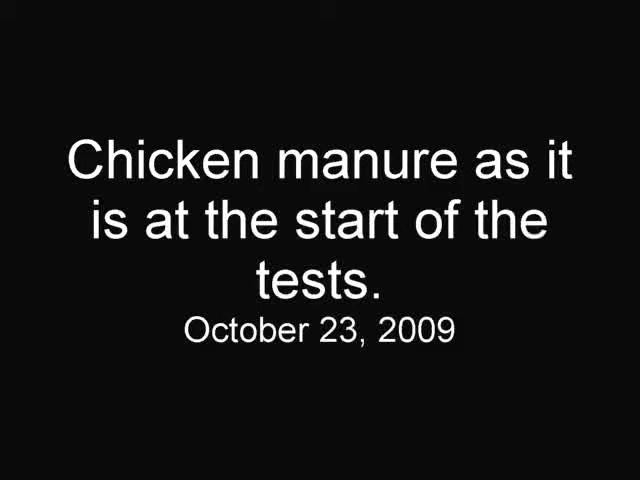 Chicken manure as it
is at the start of the
tests.
October 23, 2009